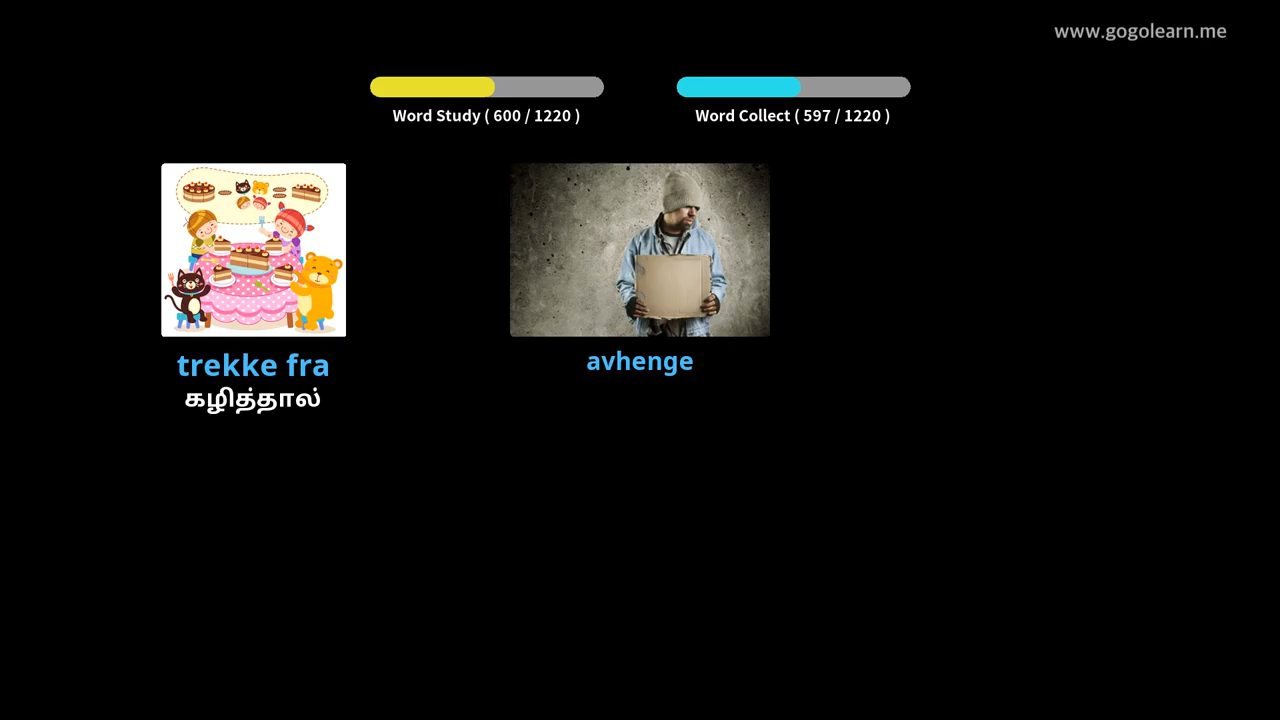 www.gogolearn.me
Word Study ( 600 / 1220 )
Word Collect ( 597 / 1220 )
trekke fra
கழித்தால்
avhenge